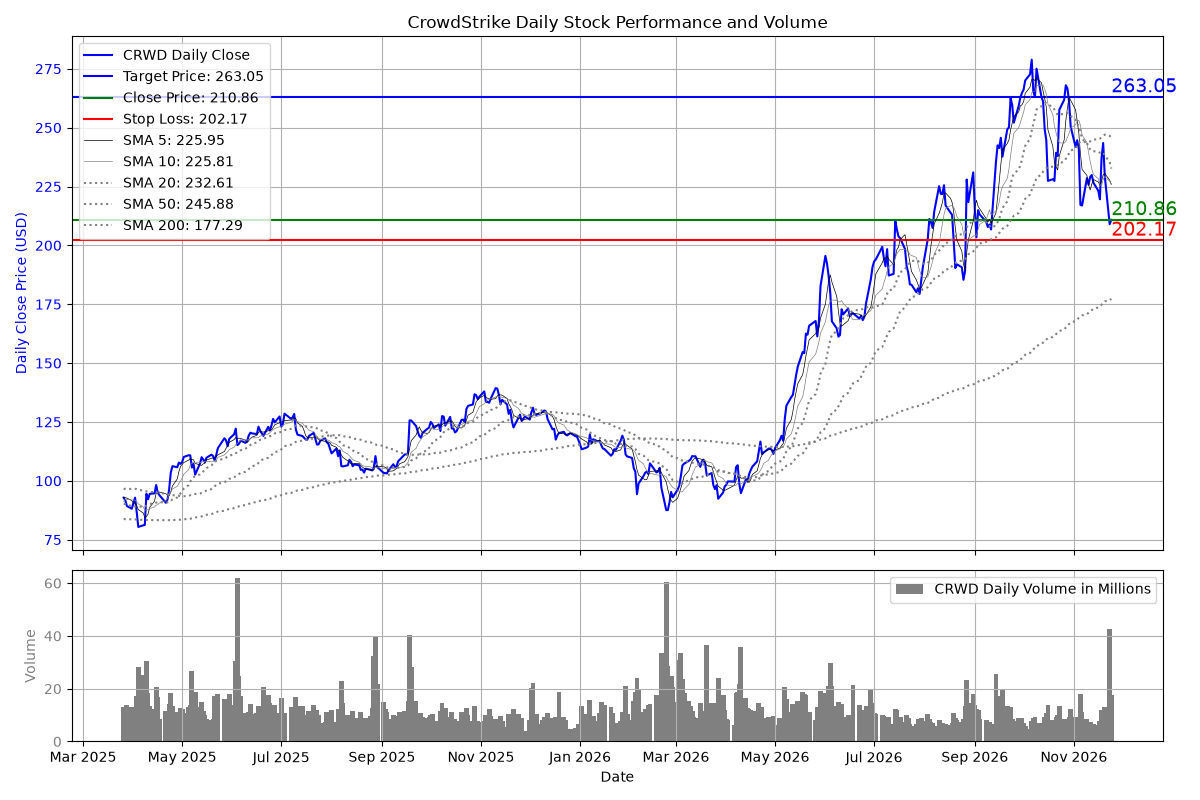 CrowdStrike Daily Stock Performance and Volume
CRWD Daily Close
Target Price: 263.05
Close Price: 210.86
Stop Loss: 202.17
SMA 5: 225.95
SMA 10: 225.81
SMA 20: 232.61
SMA 50: 245.88
SMA 200: 177.29
263.05
210.86
202.17
275
250
225
200
175
150
125
100
75
Daily Close Price (USD)
CRWD Daily Volume in Millions
60
40
20
0
Volume
Mar 2025 May 2025 Jul 2025 Sep 2025 Nov 2025 Jan 2026 Mar 2026 May 2026 Jul 2026 Sep 2026 Nov 2026
Date